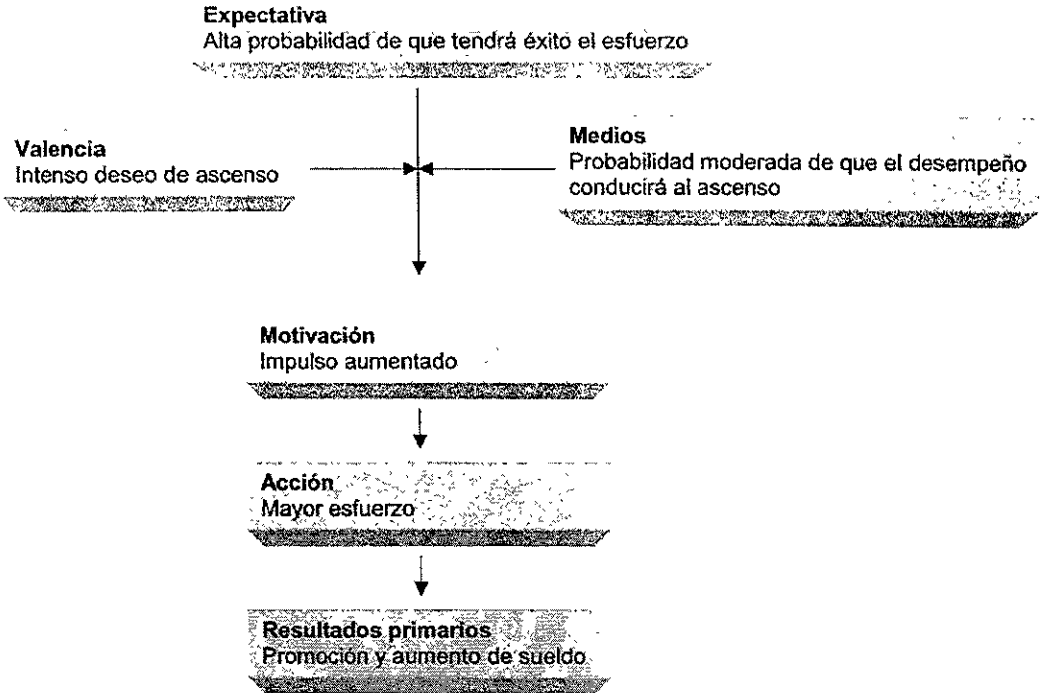 Expectativa
Alta probabilidad de que tendrá éxito el esfuerzo
Valencia
Intenso deseo de ascenso
Medios
Probabilidad moderada de que el desempeño
conducirá al ascenso
Motivación
Impulso aumentado
Acción
Mayor esfuerzo
Resultados primarios
Promoción y aumento de sueldo